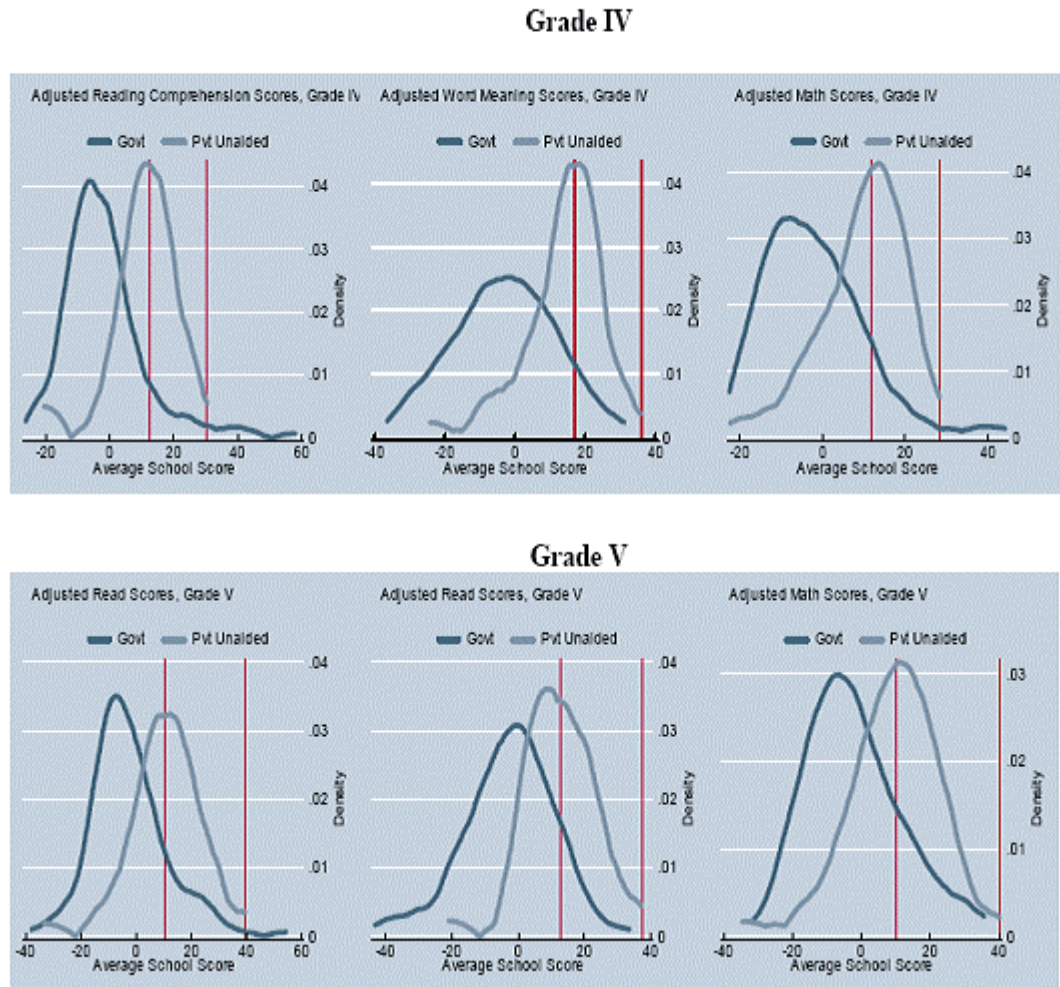 Grade IV
Adjusted Reading Comprehension Scores, Grade IV
Govt Pvt Unaided
.04
.03
.02
.01
0
Density
-20 0 20 40 60
Average School Score
Adjusted Word Meaning Scores, Grade IV
Govt Pvt Unaided
.04
.03
.02
.01
0
Density
-40 -20 0 20 40
Average School Score
Adjusted Math Scores, Grade IV
Govt Pvt Unaided
.04
.03
.02
.01
0
Density
-20 0 20 40
Average School Score
Grade V
Adjusted Read Scores, Grade V
Govt Pvt Unaided
.04
.03
.02
.01
0
Density
-40 -20 0 20 40 60
Average School Score
Adjusted Read Scores, Grade V
Govt Pvt Unaided
.04
.03
.02
.01
0
Density
-40 -20 0 20 40
Average School Score
Adjusted Math Scores, Grade V
Govt Pvt Unaided
.03
.02
.01
0
Density
-40 -20 0 20 40
Average School Score